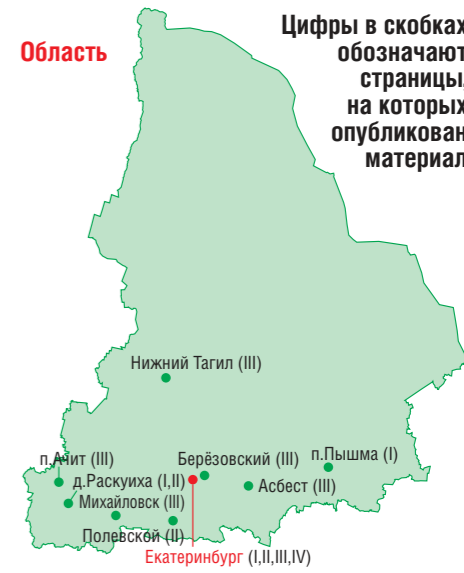 Область
Цифры в скобках
обозначают
страницы,
на которых
опубликован
материал
Нижний Тагил (III)
п.Ачит (III)
Берёзовский (III)
п.Пышма (I)
д.Раскуиха (I,II)
Асбест (III)
Михайловск (III)
Полевской (II)
Екатеринбург (I,II,III,IV)